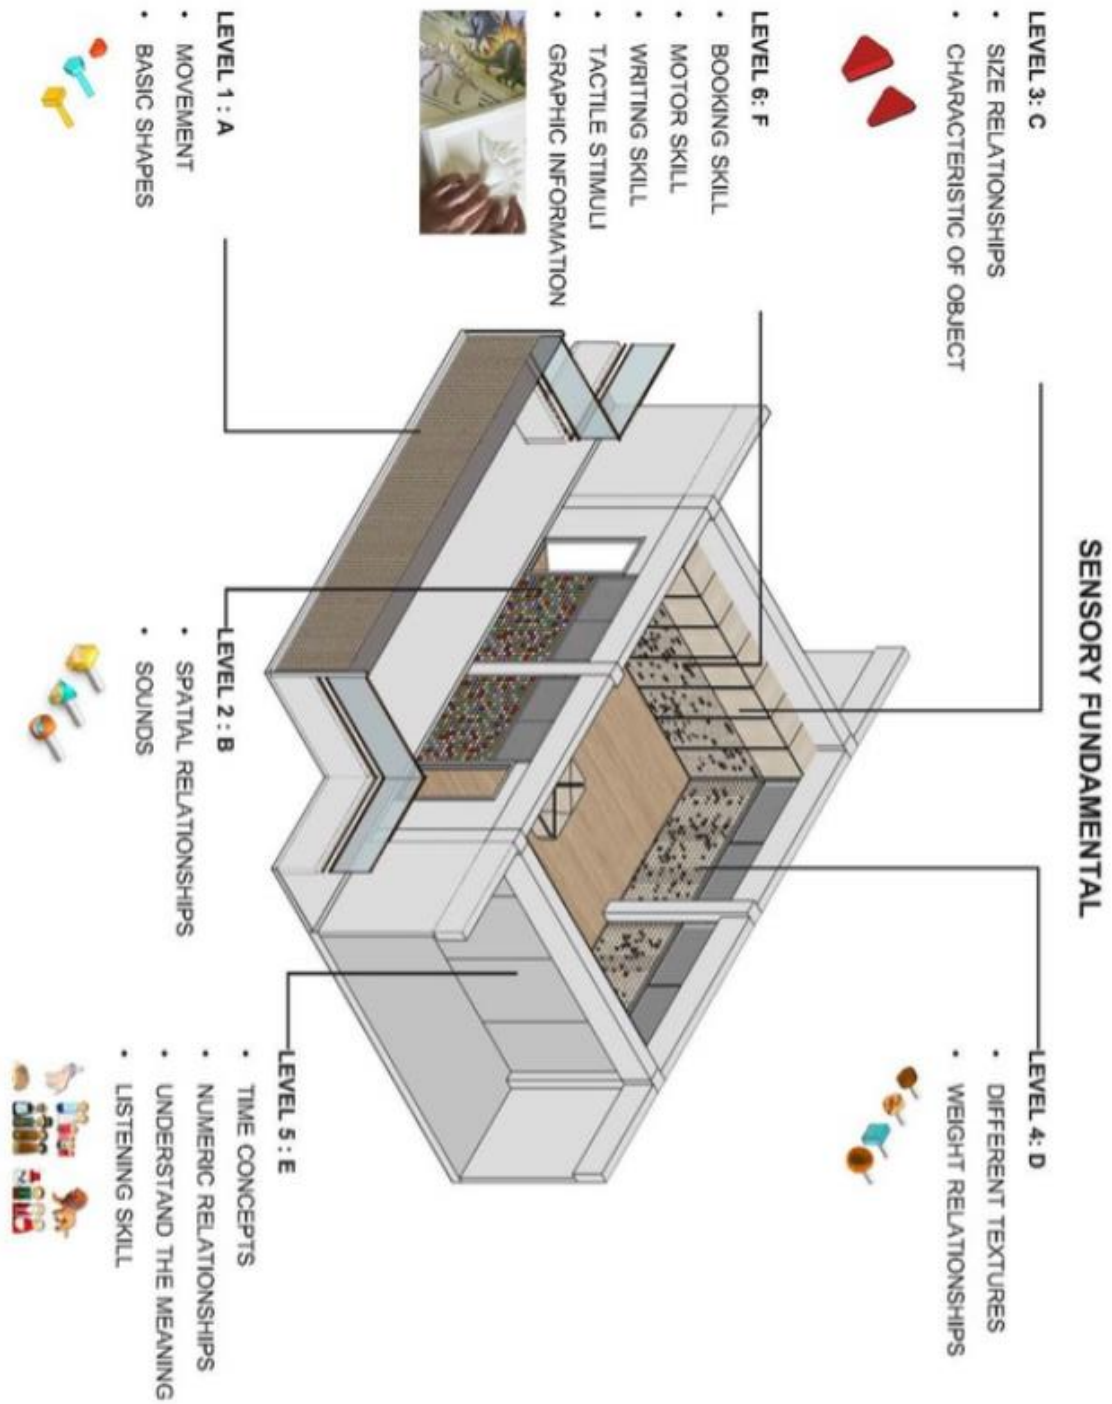 SENSORY FUNDAMENTAL
LEVEL 3: C
• SIZE RELATIONSHIPS
• CHARACTERISTIC OF OBJECT
LEVEL 4: D
• DIFFERENT TEXTURES
• WEIGHT RELATIONSHIPS
LEVEL 6: F
• BOOKING SKILL
• MOTOR SKILL
• WRITING SKILL
• TACTILE STIMULI
• GRAPHIC INFORMATION
LEVEL 1 : A
• MOVEMENT
• BASIC SHAPES
LEVEL 2 : B
• SPATIAL RELATIONSHIPS
• SOUNDS
LEVEL 5 : E
• TIME CONCEPTS
• NUMERIC RELATIONSHIPS
• UNDERSTAND THE MEANING
• LISTENING SKILL